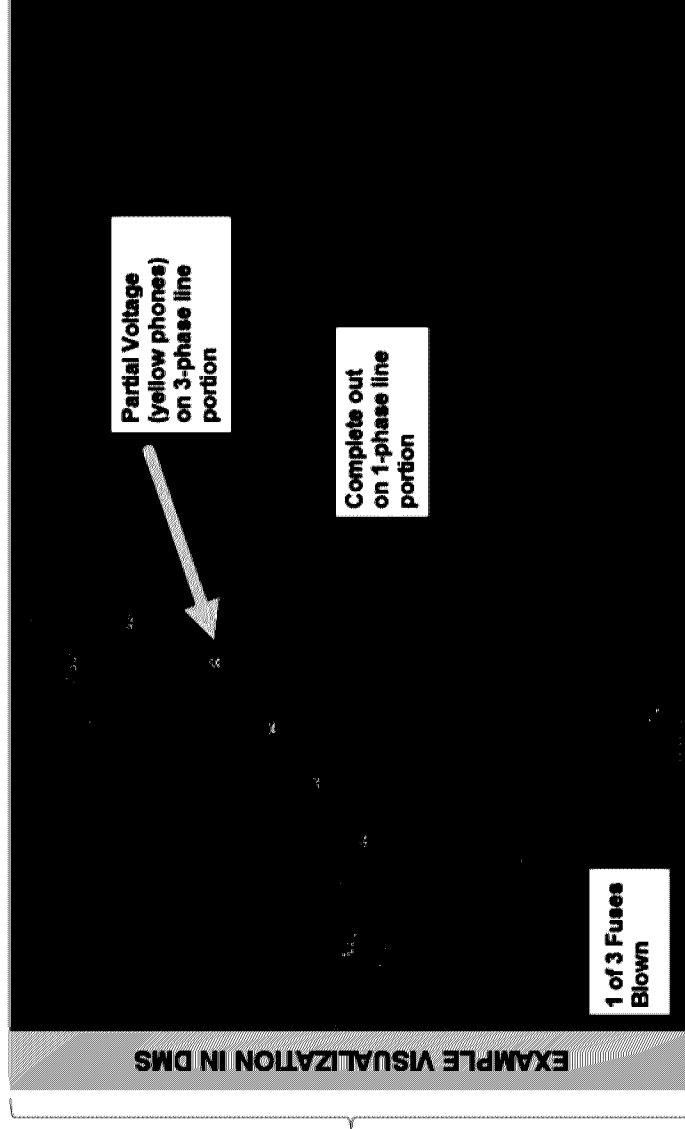 EXAMPLE VISUALIZATION IN DMS
Partial Voltage
(yellow phones)
on 3-phase line
portion
Complete out
on 1-phase line
portion
1 of 3 Fuses
Blown